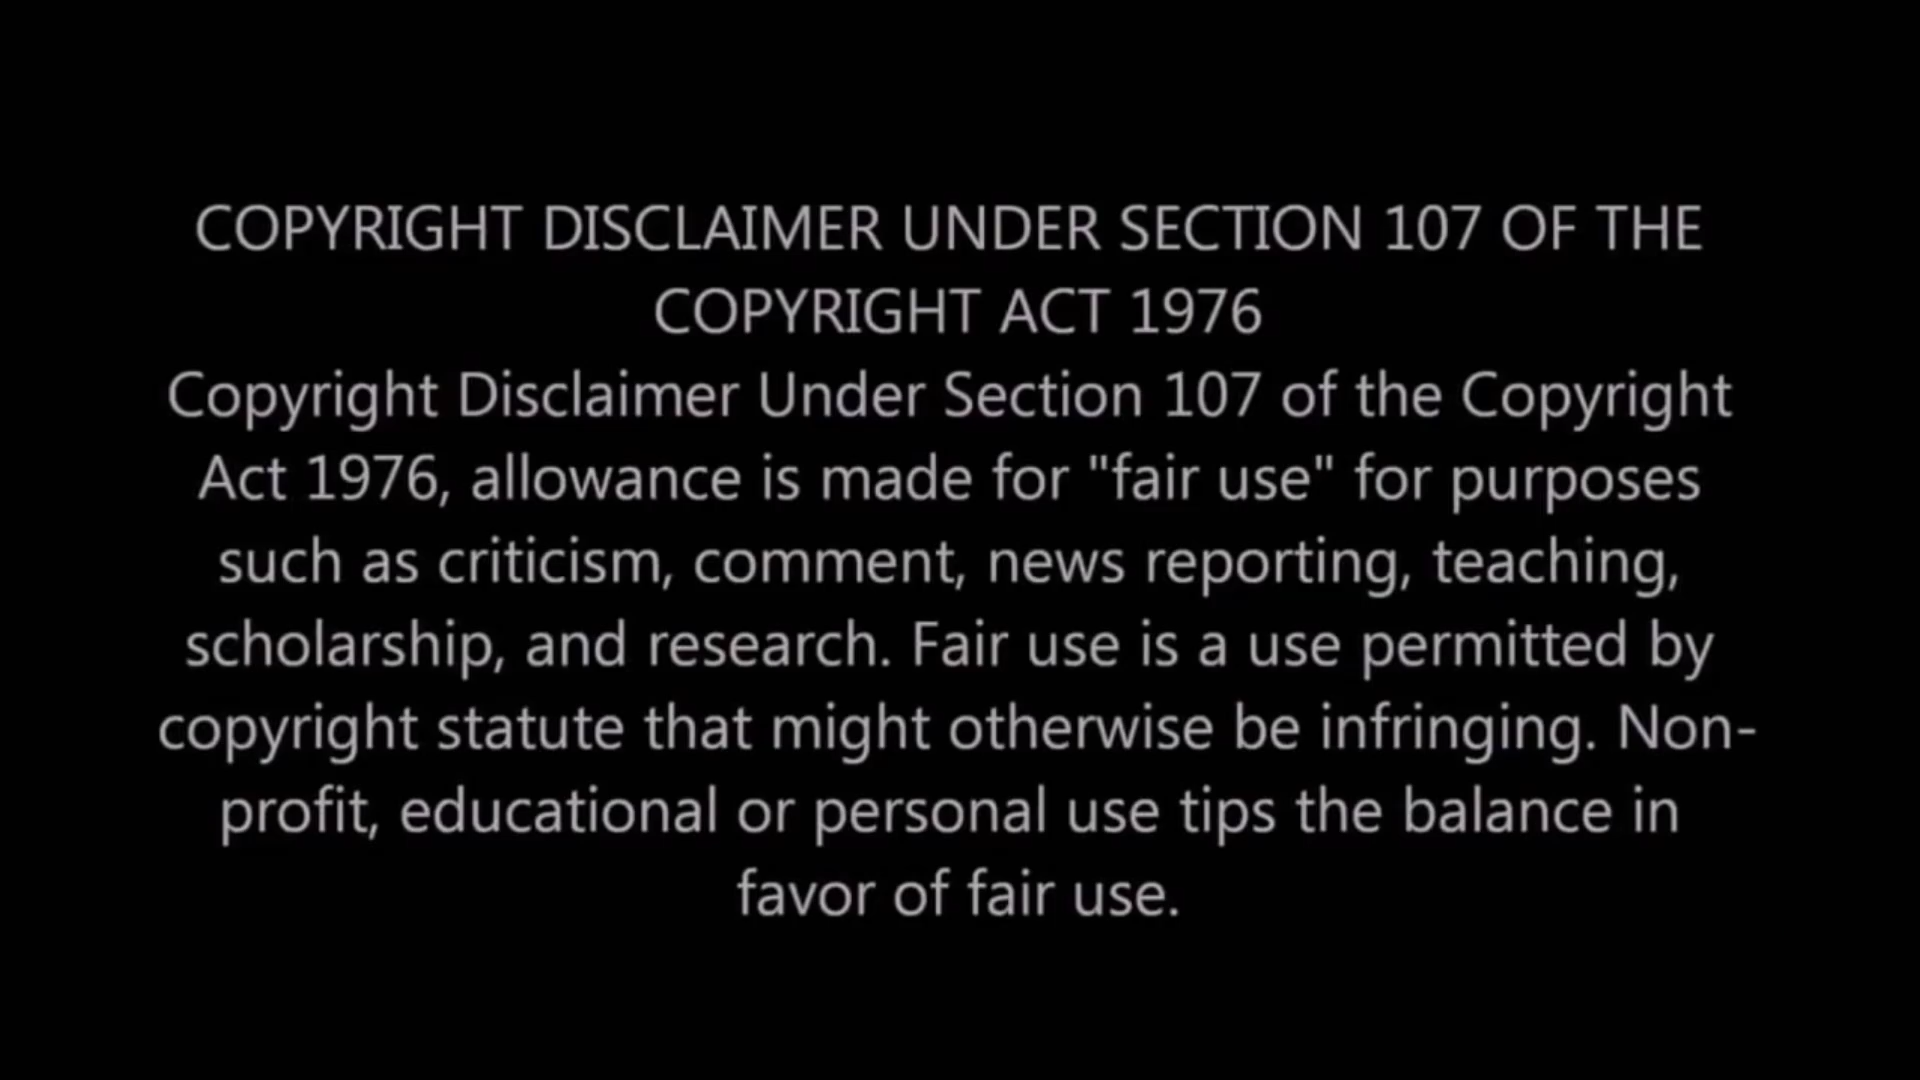 COPYRIGHT DISCLAIMER UNDER SECTION 107 OF THE
COPYRIGHT ACT 1976
Copyright Disclaimer Under Section 107 of the Copyright
Act 1976, allowance is made for "fair use" for purposes
such as criticism, comment, news reporting, teaching,
scholarship, and research. Fair use is a use permitted by
copyright statute that might otherwise be infringing. Non-
profit, educational or personal use tips the balance in
favor of fair use.